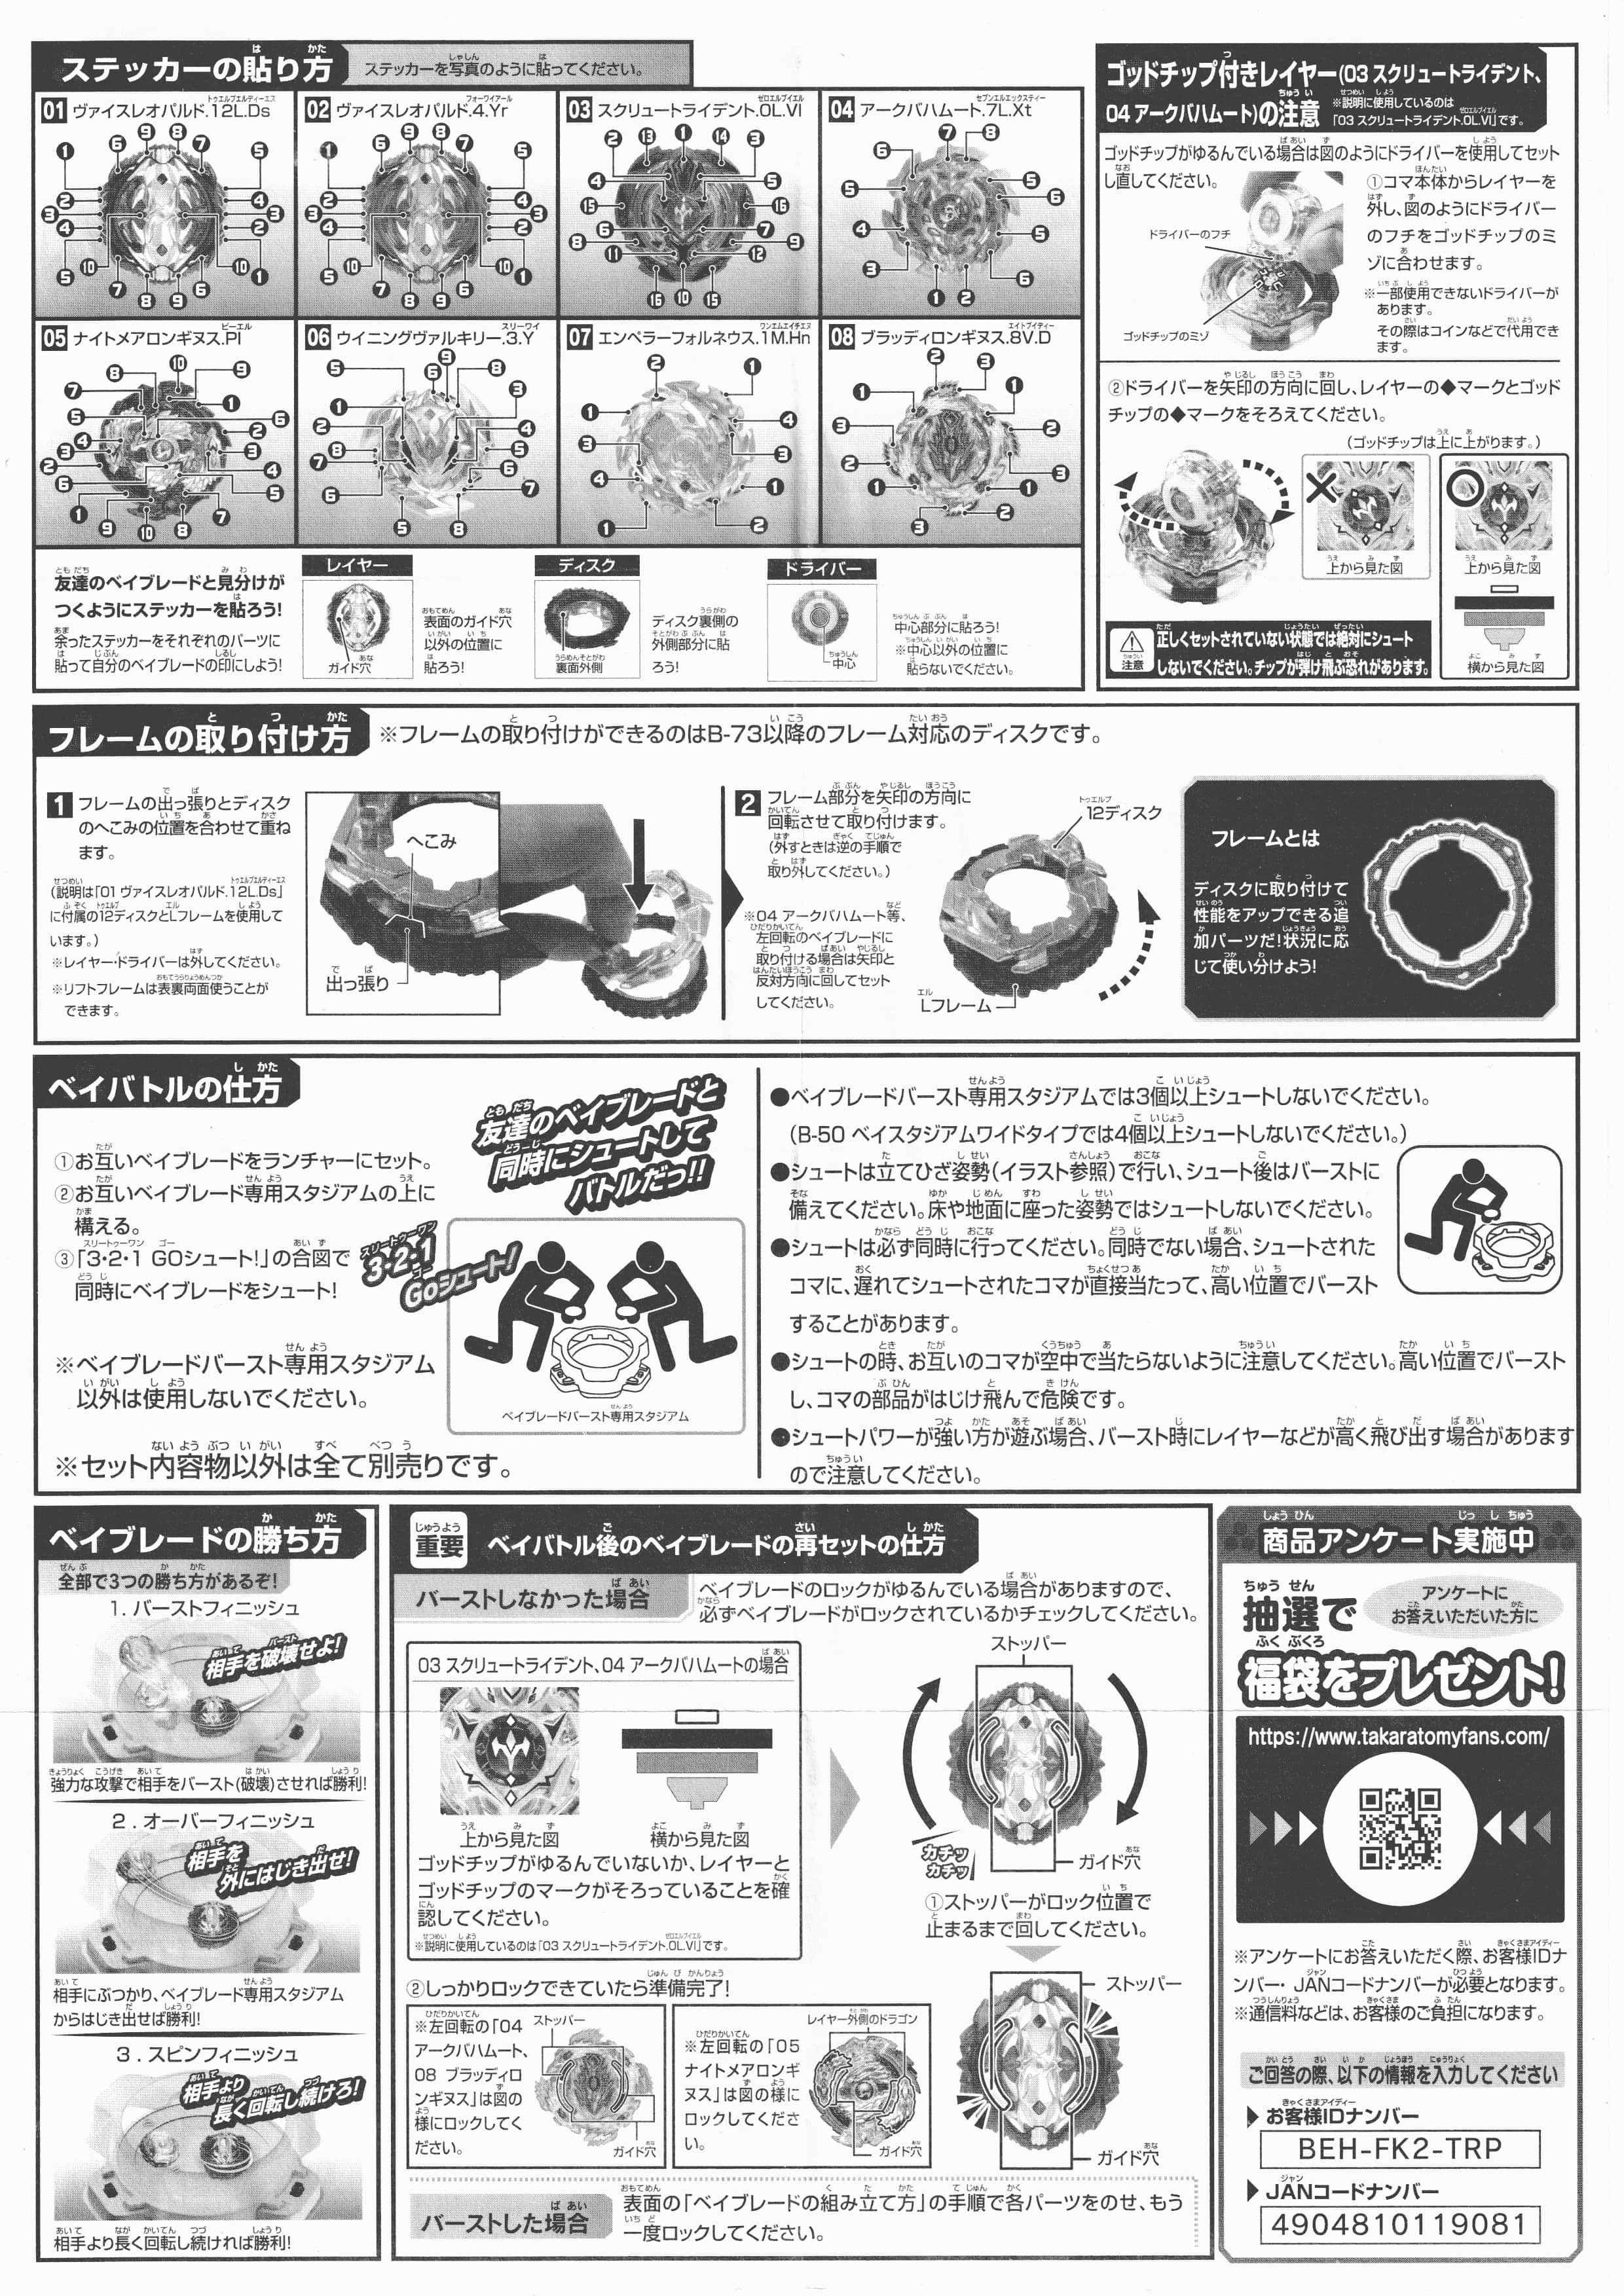 ステッカーの貼り方
ステッカーを写真のように貼ってください。
01 ヴァイスレオパルド.12L.Ds
02 ヴァイスレオパルド.4.Yr
03 スクリュートライデント.0L.VI
04 アークバハムート.7L.Xt
05 ナイトメアロンギヌス.PI
06 ウイニングヴァルキリー.3.Y
07 エンペラーフォルネウス.1M.Hn
08 ブラッディロンギヌス.8V.D
友達のベイブレードと見分けが
つくようにステッカーを貼ろう!
余ったステッカーをそれぞれのパーツに
貼って自分のベイブレードの印にしよう!
レイヤー
ガイド穴
表面のガイド穴
以外の位置に
貼ろう!
ディスク
裏面外側
ディスク裏側の
外側部分に貼
ろう!
ドライバー
中心
中心部分に貼ろう!
※中心以外の位置に
貼らないでください。
ゴッドチップ付きレイヤー(03 スクリュートライデント、
04 アークバハムート)の注意
※説明に使用しているのは
「03 スクリュートライデント.0L.VI」です。
ゴッドチップがゆるんでいる場合は図のようにドライバーを使用してセット
し直してください。
①コマ本体からレイヤーを
外し、図のようにドライバー
のフチをゴッドチップのミ
ゾに合わせます。
※一部使用できないドライバーが
あります。
その際はコインなどで代用でき
ます。
ドライバーのフチ
ゴッドチップのミゾ
②ドライバーを矢印の方向に回し、レイヤーの◆マークとゴッド
チップの◆マークをそろえてください。
(ゴッドチップは上に上がります。)
上から見た図
上から見た図
横から見た図
注意
正しくセットされていない状態では絶対にシュート
しないでください。チップが弾け飛ぶ恐れがあります。
フレームの取り付け方
※フレームの取り付けができるのはB-73以降のフレーム対応のディスクです。
1 フレームの出っ張りとディスク
のへこみの位置を合わせて重ね
ます。
(説明は「01 ヴァイスレオパルド.12L.Ds」
に付属の12ディスクとLフレームを使用して
います。)
※レイヤー・ドライバーは外してください。
※リフトフレームは表裏両面使うことが
できます。
へこみ
出っ張り
2 フレーム部分を矢印の方向に
回転させて取り付けます。
(外すときは逆の手順で
取り外してください。)
※04 アークバハムート等、
左回転のベイブレードに
取り付ける場合は矢印と
反対方向に回してセット
してください。
12ディスク
Lフレーム
フレームとは
ディスクに取り付けて
性能をアップできる追
加パーツだ!状況に応
じて使い分けよう!
ベイバトルの仕方
①お互いベイブレードをランチャーにセット。
②お互いベイブレード専用スタジアムの上に
構える。
③「3・2・1 GOシュート!」の合図で
同時にベイブレードをシュート!
※ベイブレードバースト専用スタジアム
以外は使用しないでください。
※セット内容物以外は全て別売りです。
友達のベイブレードと
同時にシュートして
バトルだっ!!
3・2・1
Goシュート!
ベイブレードバースト専用スタジアム
●ベイブレードバースト専用スタジアムでは3個以上シュートしないでください。
(B-50 ベイスタジアムワイドタイプでは4個以上シュートしないでください。)
●シュートは立てひざ姿勢(イラスト参照)で行い、シュート後はバーストに
備えてください。床や地面に座った姿勢ではシュートしないでください。
●シュートは必ず同時に行ってください。同時でない場合、シュートされた
コマに、遅れてシュートされたコマが直接当たって、高い位置でバースト
することがあります。
●シュートの時、お互いのコマが空中で当たらないように注意してください。高い位置でバースト
し、コマの部品がはじけ飛んで危険です。
●シュートパワーが強い方が遊ぶ場合、バースト時にレイヤーなどが高く飛び出す場合があります
ので注意してください。
ベイブレードの勝ち方
全部で3つの勝ち方があるぞ!
1．バーストフィニッシュ
相手を破壊せよ!
強力な攻撃で相手をバースト(破壊)させれば勝利!
2．オーバーフィニッシュ
相手を
外にはじき出せ!
相手にぶつかり、ベイブレード専用スタジアム
からはじき出せば勝利!
3．スピンフィニッシュ
相手より
長く回転し続けろ!
相手より長く回転し続ければ勝利!
重要
ベイバトル後のベイブレードの再セットの仕方
バーストしなかった場合
ベイブレードのロックがゆるんでいる場合がありますので、
必ずベイブレードがロックされているかチェックしてください。
03 スクリュートライデント、04 アークバハムートの場合
上から見た図
横から見た図
ゴッドチップがゆるんでいないか、レイヤーと
ゴッドチップのマークがそろっていることを確
認してください。
※説明に使用しているのは「03 スクリュートライデント.0L.VI」です。
ストッパー
カチッ
カチッ
ガイド穴
①ストッパーがロック位置で
止まるまで回してください。
②しっかりロックできていたら準備完了!
※左回転の「04
アークバハムート、
08 ブラッディロ
ンギヌス」は図の
様にロックしてく
ださい。
ストッパー
ガイド穴
※左回転の「05
ナイトメアロンギ
ヌス」は図の様に
ロックしてくださ
い。
レイヤー外側のドラゴン
ガイド穴
ストッパー
ガイド穴
バーストした場合
表面の「ベイブレードの組み立て方」の手順で各パーツをのせ、もう
一度ロックしてください。
商品アンケート実施中
抽選で
アンケートに
お答えいただいた方に
福袋をプレゼント!
https://www.takaratomyfans.com/
※アンケートにお答えいただく際、お客様IDナ
ンバー・JANコードナンバーが必要となります。
※通信料などは、お客様のご負担になります。
ご回答の際、以下の情報を入力してください
お客様IDナンバー
BEH-FK2-TRP
JANコードナンバー
4904810119081